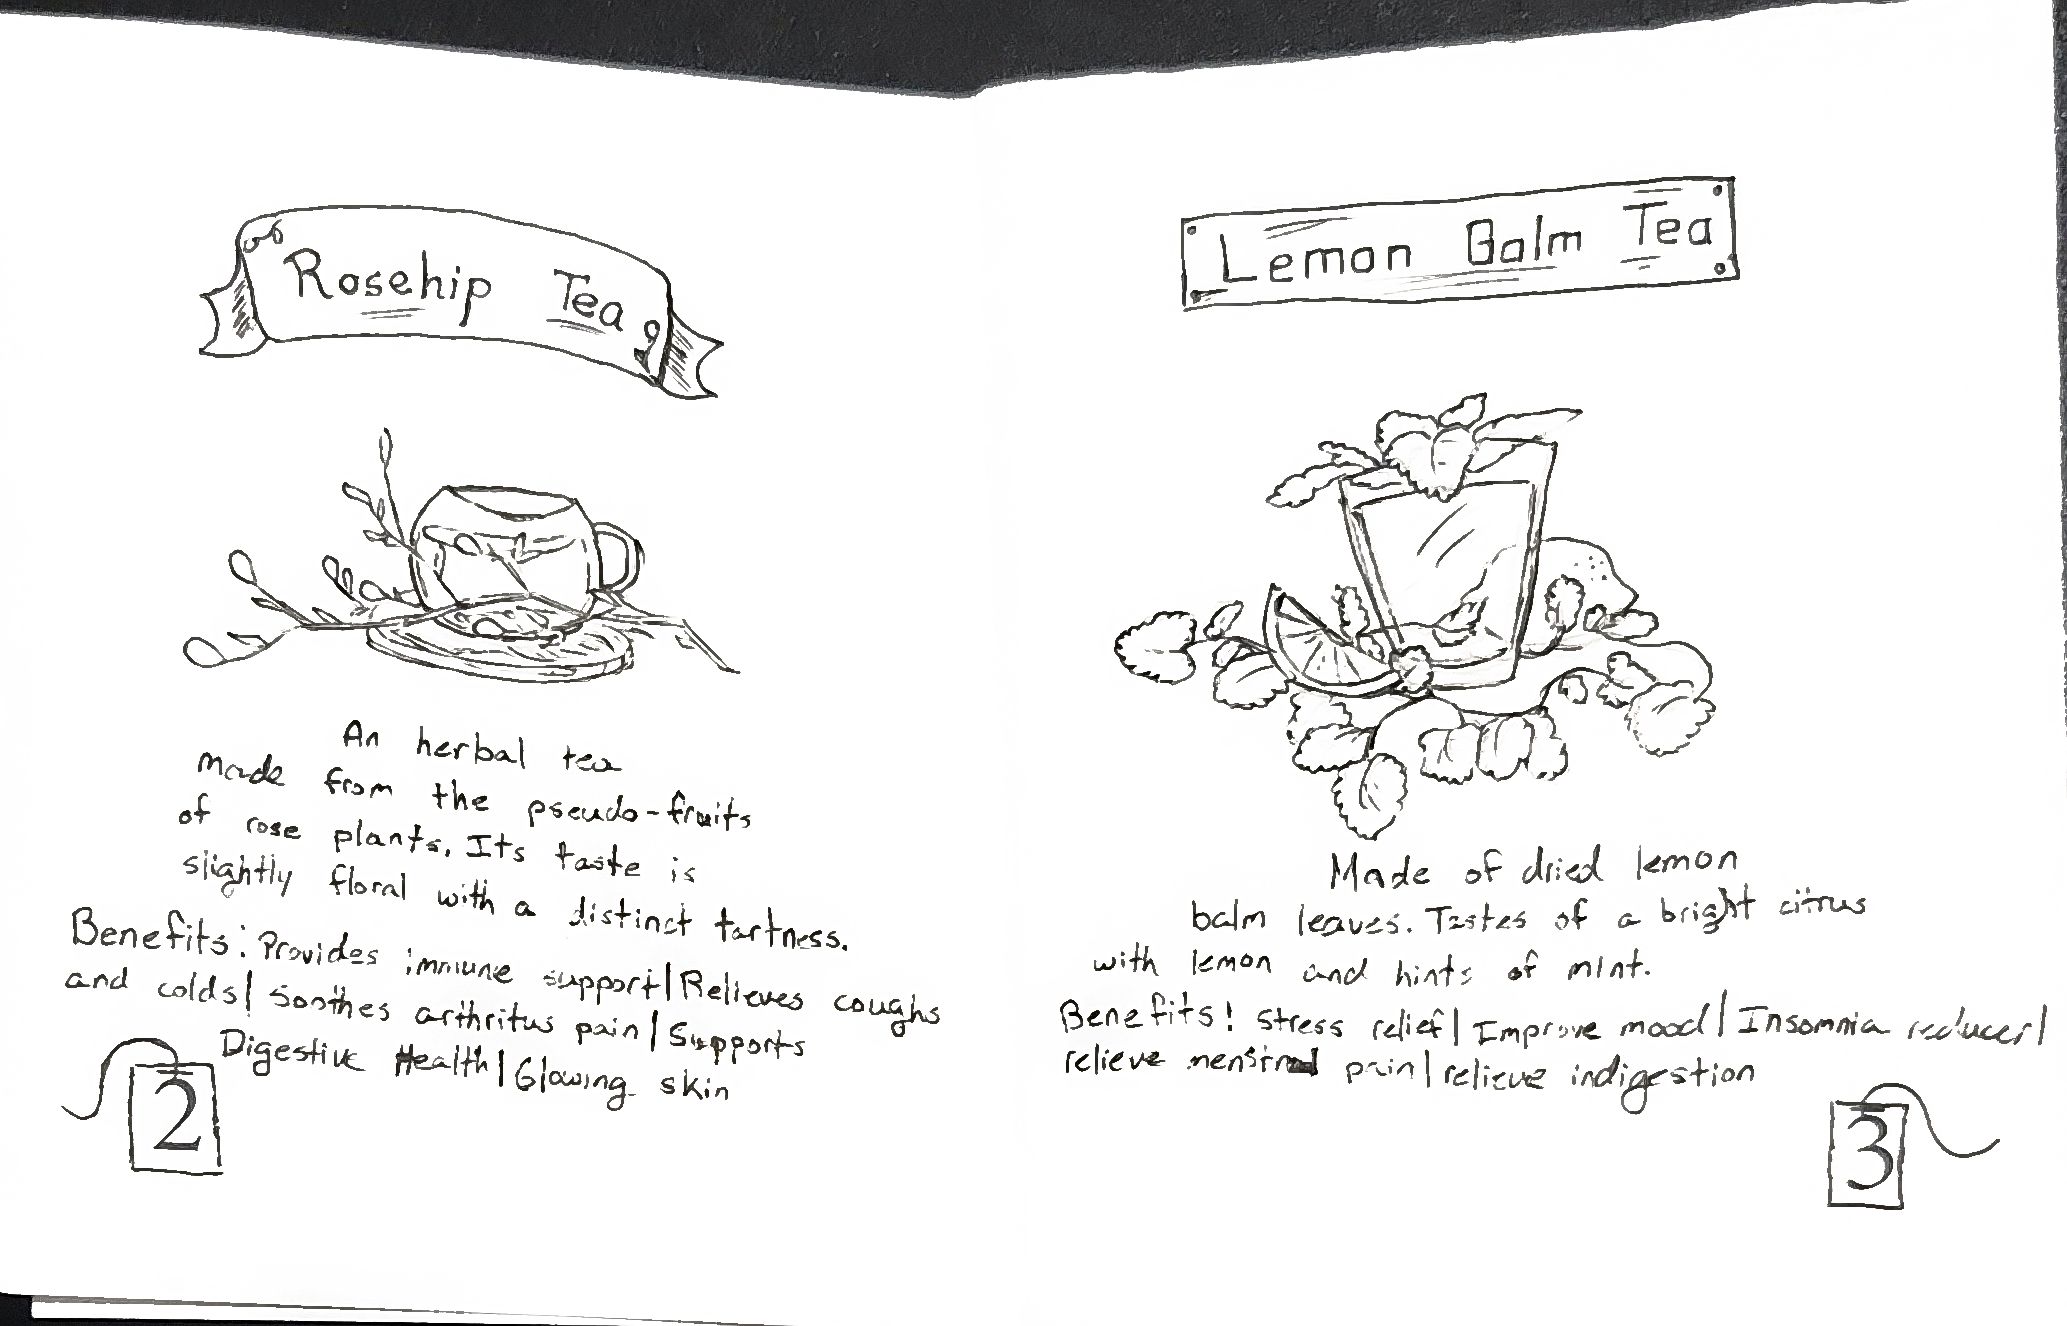 Rosehip Tea
An herbal tea
made from the pseudo-fruits
of rose plants. Its taste is
slightly floral with a distinct tartness.
Benefits: Provides immune support| Relieves coughs
and colds| Soothes arthritus pain| Supports
Digestive Health| Glowing skin
2
Lemon Balm Tea
Made of dried lemon
balm leaves. Tastes of a bright citrus
with lemon and hints of mint.
Benefits! Stress relief| Improve mood| Insomnia reducer|
relieve pain| relieve indigestion
3